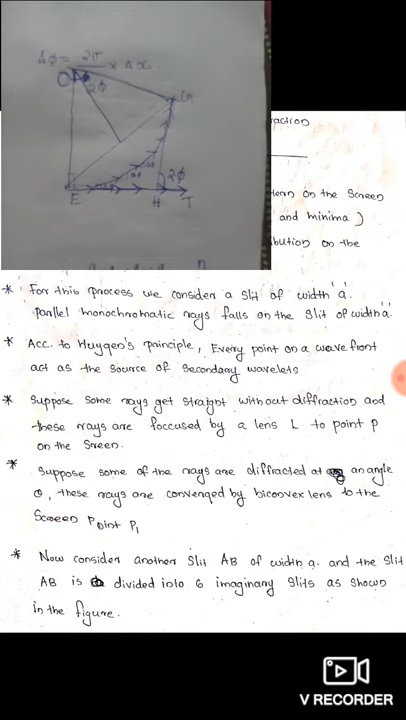 Δφ = 2π × Δx
O
2φ
G
2φ
E
H
T
raction
tern on the Screen
and minima )
bution on the
* For this process we consider a slit of width 'a'.
parallel monochromatic rays falls on the slit of width 'a'.
* Acc. to Huygen's principle, Every point on a wave front
act as the source of secondary wavelets
* Suppose some rays get straight without diffraction and
these rays are foccused by a lens L to point P
on the Sreen.
* Suppose some of the rays are diffracted at an angle
θ, these rays are convenged by biconvex lens to the
Screen Point P1
* Now consider another slit AB of width a. and the slit
AB is divided into 6 imaginary slits as shown
in the figure.
V RECORDER